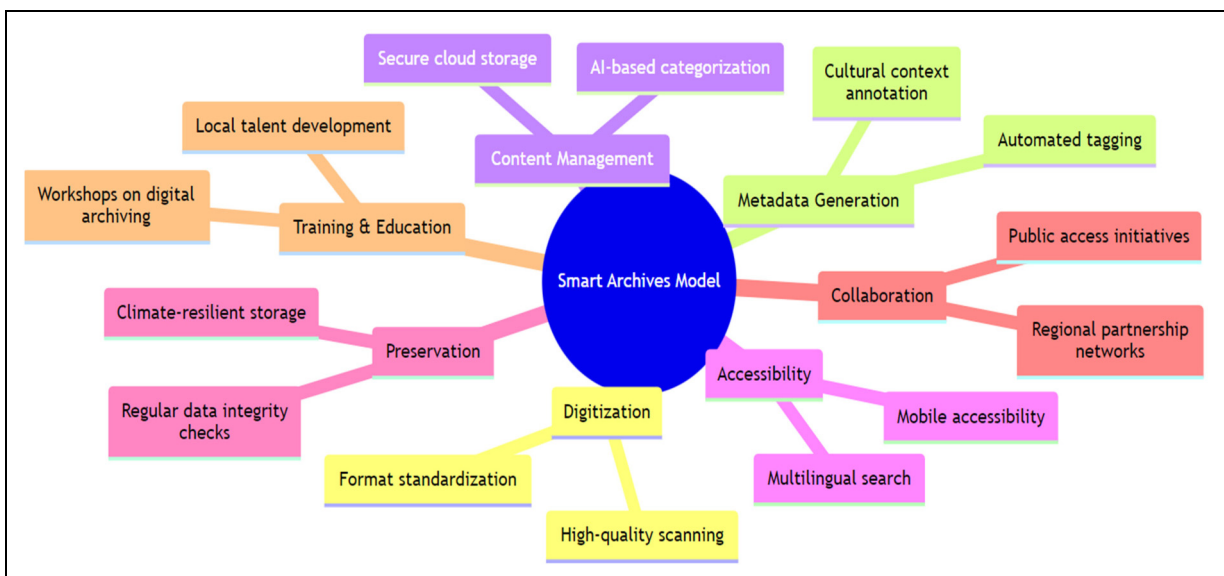 Secure cloud storage
AI-based categorization
Content Management
Cultural context
annotation
Automated tagging
Metadata Generation
Local talent development
Workshops on digital
archiving
Training & Education
Smart Archives Model
Public access initiatives
Collaboration
Regional partnership
networks
Climate-resilient storage
Preservation
Regular data integrity
checks
Accessibility
Mobile accessibility
Multilingual search
Digitization
Format standardization
High-quality scanning